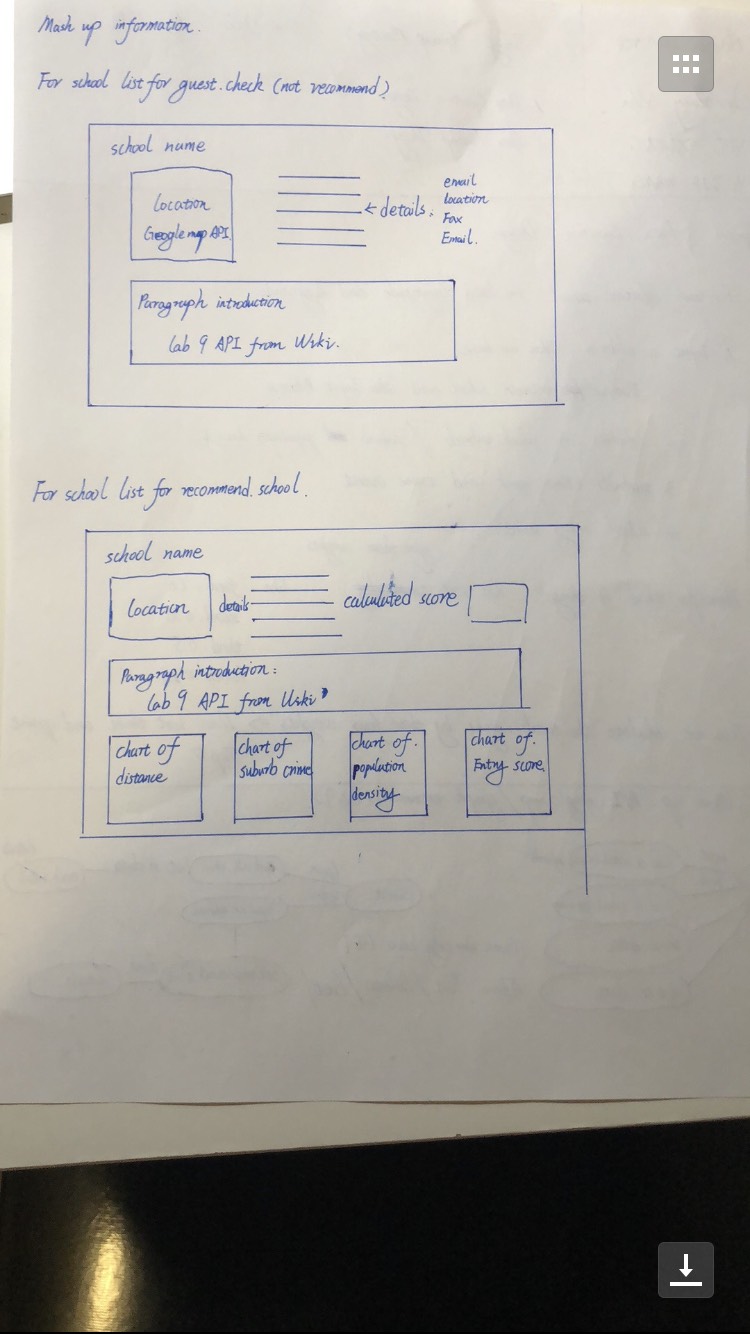 Mash up information.
For school list for guest.check (not recommend)
school name
Location
Google map API.
← details.
email
location
Fax
Email.
Paragraph introduction
lab 9 API from Wiki.
For school list for recommend.school.
school name
Location
details
calculated score
Paragraph introduction:
lab 9 API from Wiki
chart of
distance
chart of
suburb crime
chart of.
population
density
chart of.
Entry score.